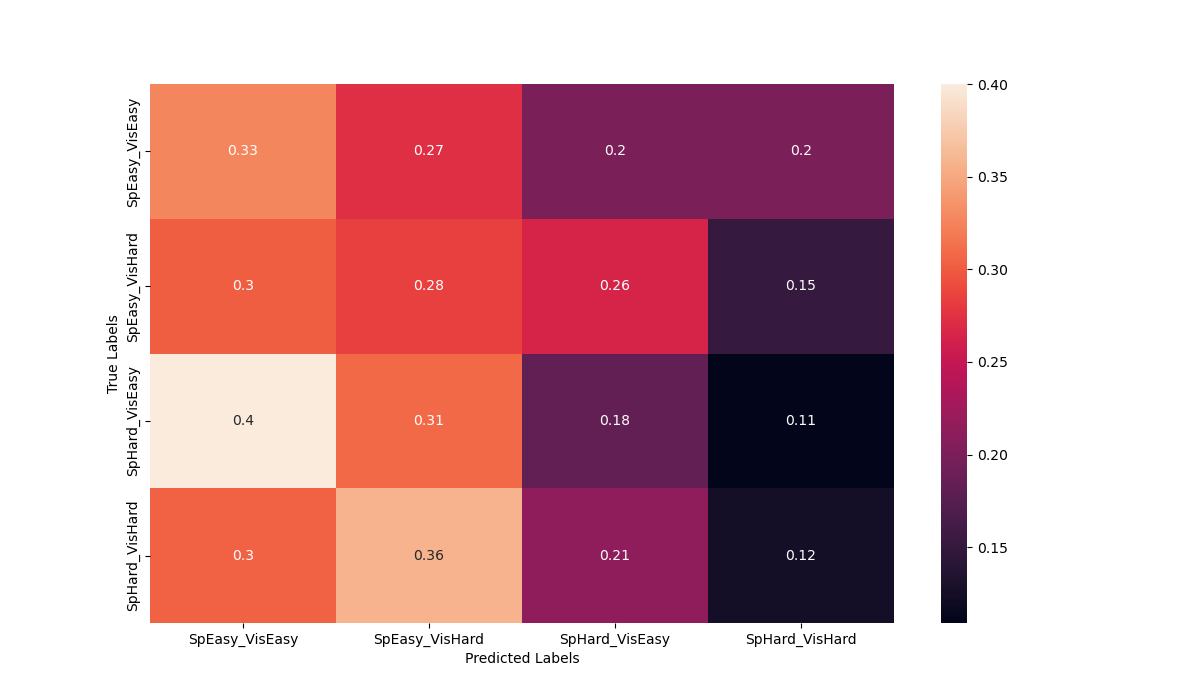 True Labels
SpEasy_VisEasy
0.33 0.27 0.2 0.2
SpEasy_VisHard
0.3 0.28 0.26 0.15
SpHard_VisEasy
0.4 0.31 0.18 0.11
SpHard_VisHard
0.3 0.36 0.21 0.12
SpEasy_VisEasy SpEasy_VisHard SpHard_VisEasy SpHard_VisHard
Predicted Labels
0.40
0.35
0.30
0.25
0.20
0.15